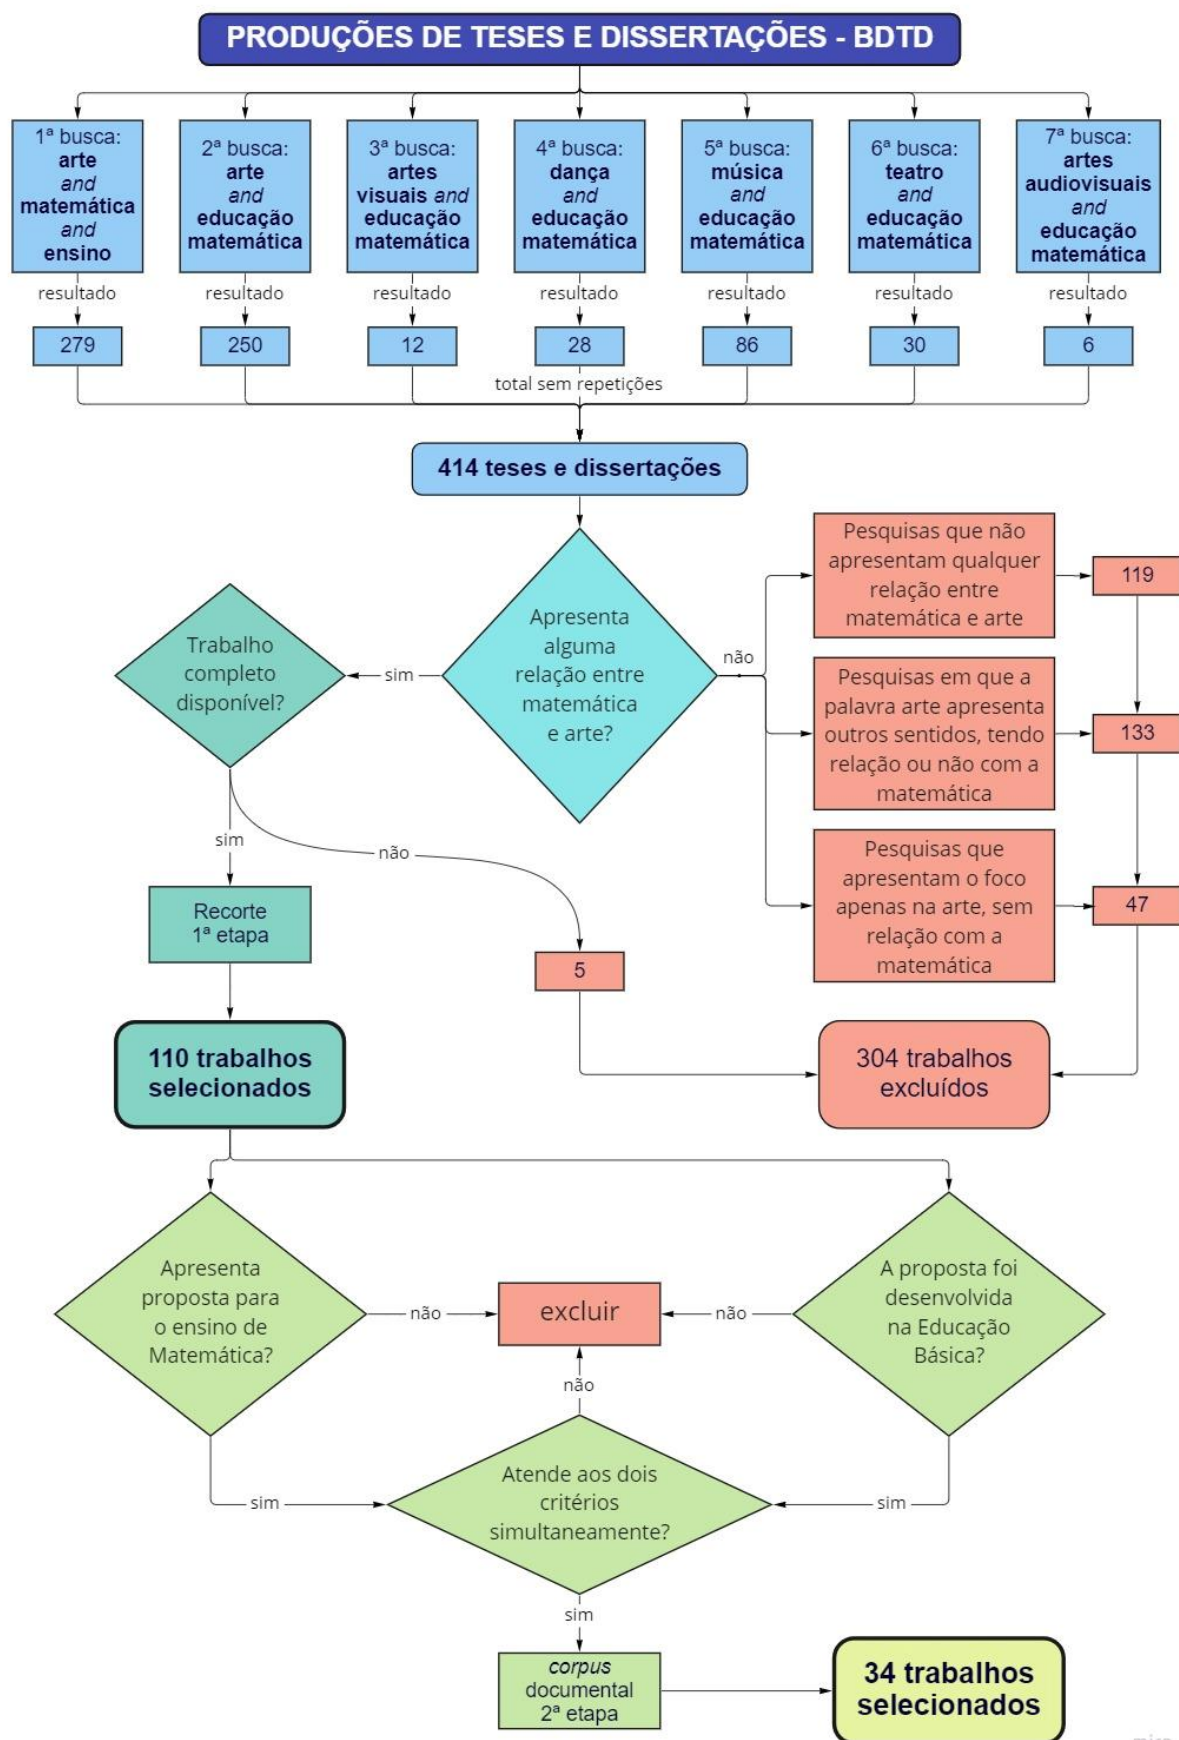 PRODUÇÕES DE TESES E DISSERTAÇÕES - BDTD
1ª busca:
arte
and
matemática
and
ensino
2ª busca:
arte
and
educação
matemática
3ª busca:
artes
visuais and
educação
matemática
4ª busca:
dança
and
educação
matemática
5ª busca:
música
and
educação
matemática
6ª busca:
teatro
and
educação
matemática
7ª busca:
artes
audiovisuais
and
educação
matemática
resultado
resultado
resultado
resultado
resultado
resultado
resultado
279
250
12
28
86
30
6
total sem repetições
414 teses e dissertações
Apresenta
alguma
relação entre
matemática
e arte?
sim
não
Trabalho
completo
disponível?
Pesquisas que não
apresentam qualquer
relação entre
matemática e arte
119
Pesquisas em que a
palavra arte apresenta
outros sentidos, tendo
relação ou não com a
matemática
133
Pesquisas que
apresentam o foco
apenas na arte, sem
relação com a
matemática
47
sim
não
Recorte
1ª etapa
5
110 trabalhos
selecionados
304 trabalhos
excluídos
Apresenta
proposta para
o ensino de
Matemática?
não
excluir
não
A proposta foi
desenvolvida
na Educação
Básica?
não
sim
Atende aos dois
critérios
simultaneamente?
sim
sim
corpus
documental
2ª etapa
34 trabalhos
selecionados